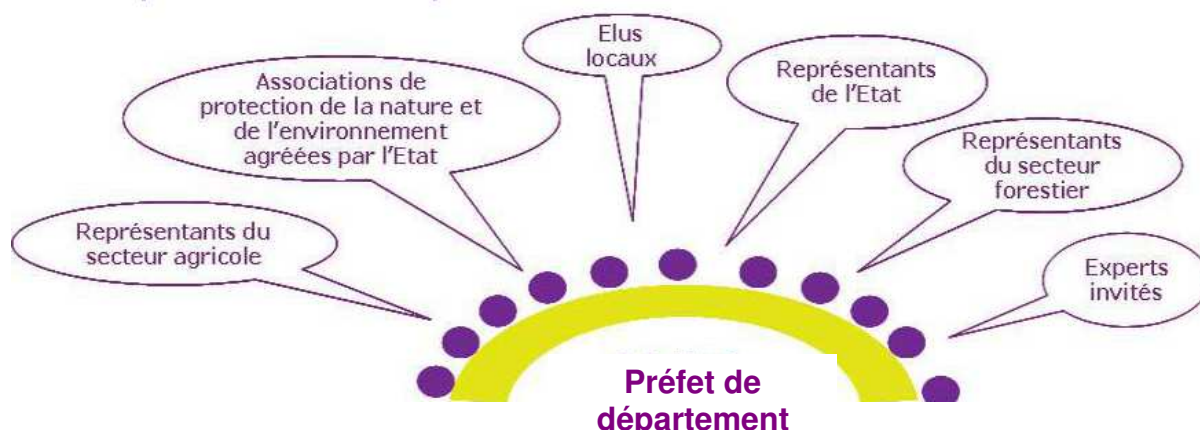 Elus
locaux
Représentants
de l'Etat
Associations de
protection de la nature et
de l'environnement
agréées par l'Etat
Représentants
du secteur
forestier
Représentants du
secteur agricole
Experts
invités
Préfet de
département